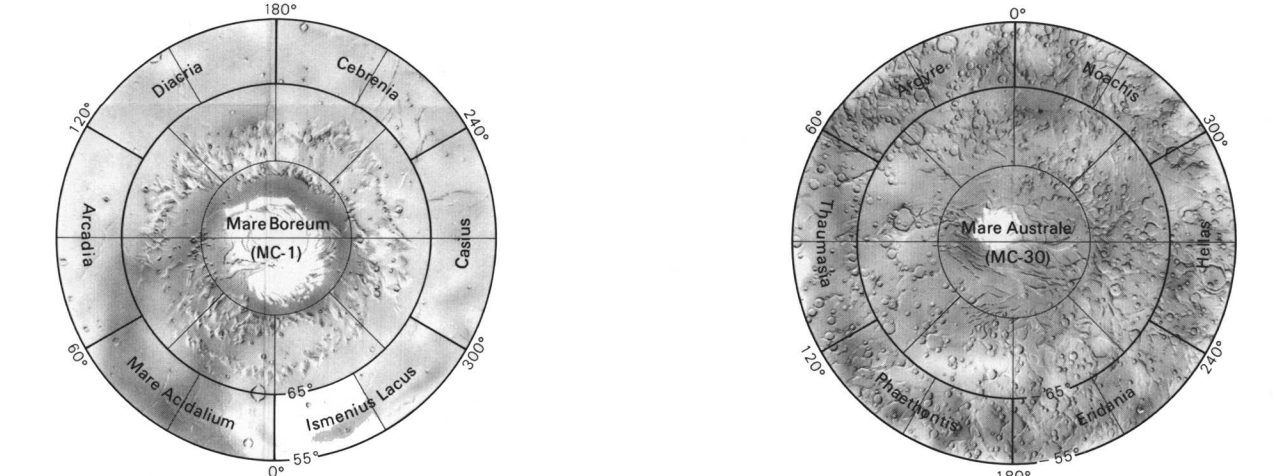 180°
Diacria
Cebrenia
120°
240°
Arcadia
Mare Boreum
(NC-1)
Casius
60°
300°
Mare Acidalium
65°
Ismenius Lacus
55°
0°
0°
Argyre
Noachis
60°
300°
Thaumasia
Mare Australe
(MC-30)
Hellas
120°
240°
Phaethontis
65°
Eridania
55°
180°